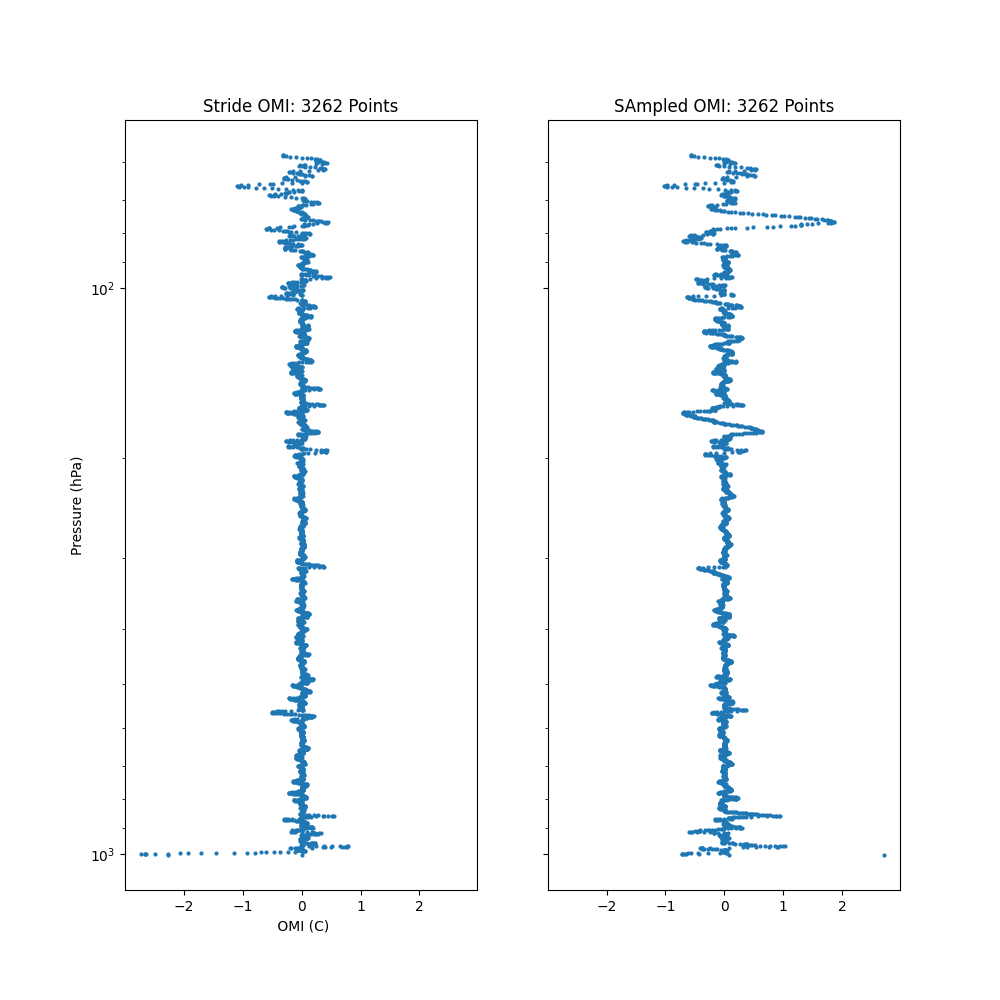 Stride OMI: 3262 Points
SAmpled OMI: 3262 Points
Pressure (hPa)
10²
10³
−2 −1 0 1 2
OMI (C)
−2 −1 0 1 2